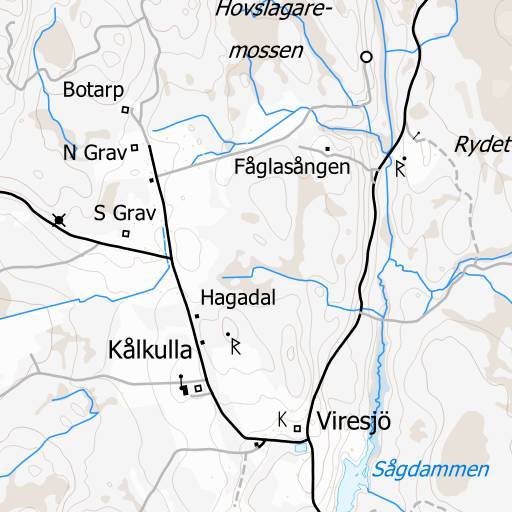 Hovslagare-
mossen
Botarp
N Grav
Rydet
Fåglasången
R
S Grav
Hagadal
R
Kålkulla
K
Viresjö
Sågdammen